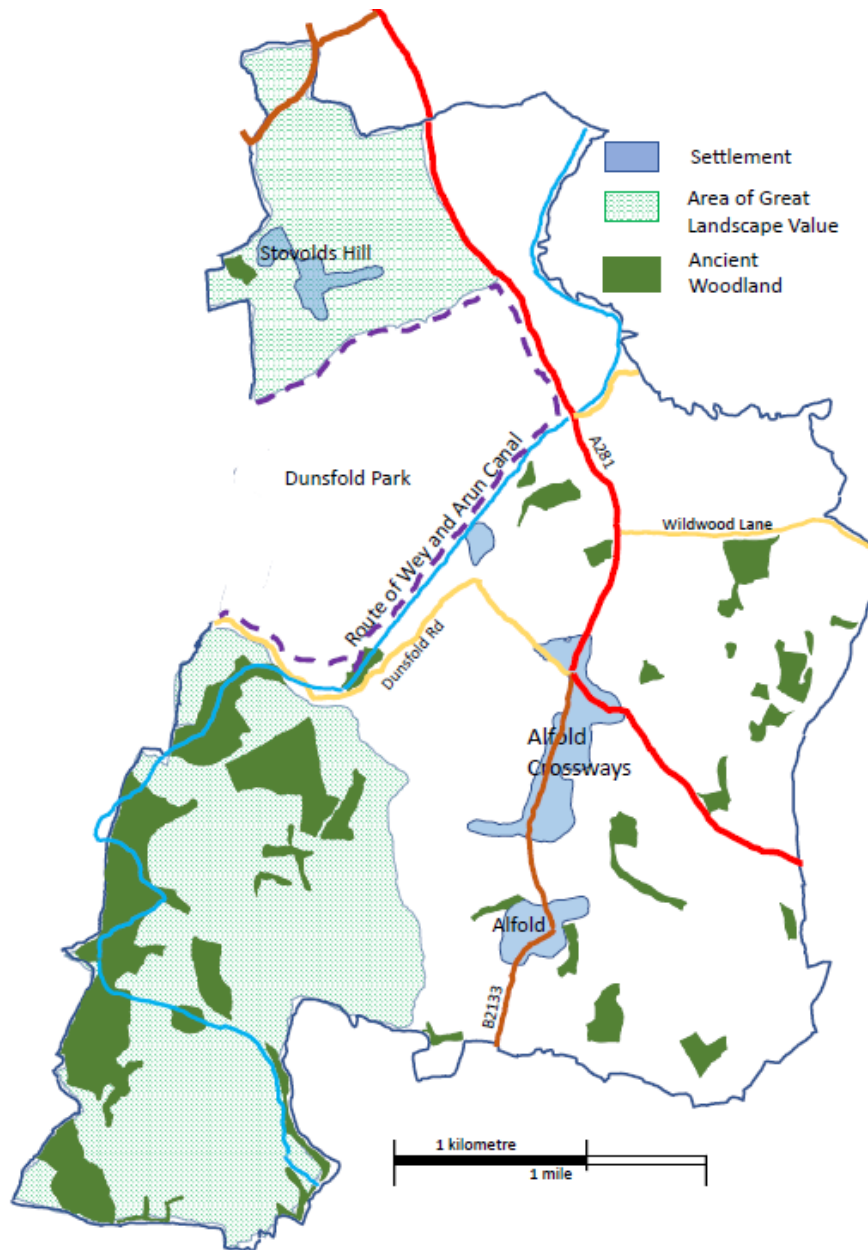 Settlement
Area of Great
Landscape Value
Ancient
Woodland
Stovolds Hill
A281
Dunsfold Park
Route of Wey and Arun Canal
Wildwood Lane
Dunsfold Rd
Alfold
Crossways
Alfold
B2133
1 kilometre
1 mile